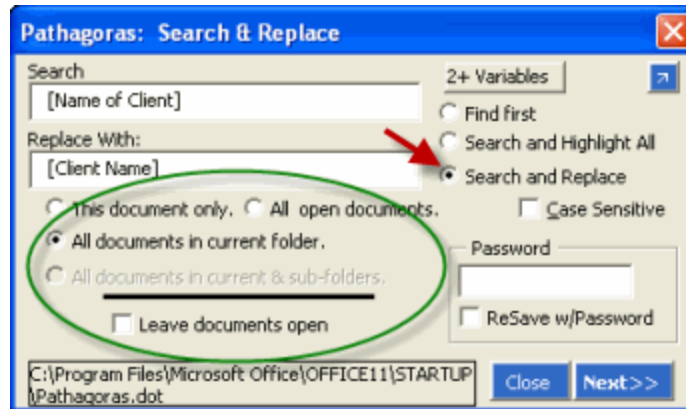 Pathagoras: Search & Replace
Search
[Name of Client]
Replace With:
[Client Name]
This document only.
All open documents.
All documents in current folder.
All documents in current & sub-folders.
Leave documents open
2+ Variables
Find first
Search and Highlight All
Search and Replace
Case Sensitive
Password
ReSave w/Password
C:\Program Files\Microsoft Office\OFFICE11\STARTUP
\Pathagoras.dot
Close
Next>>